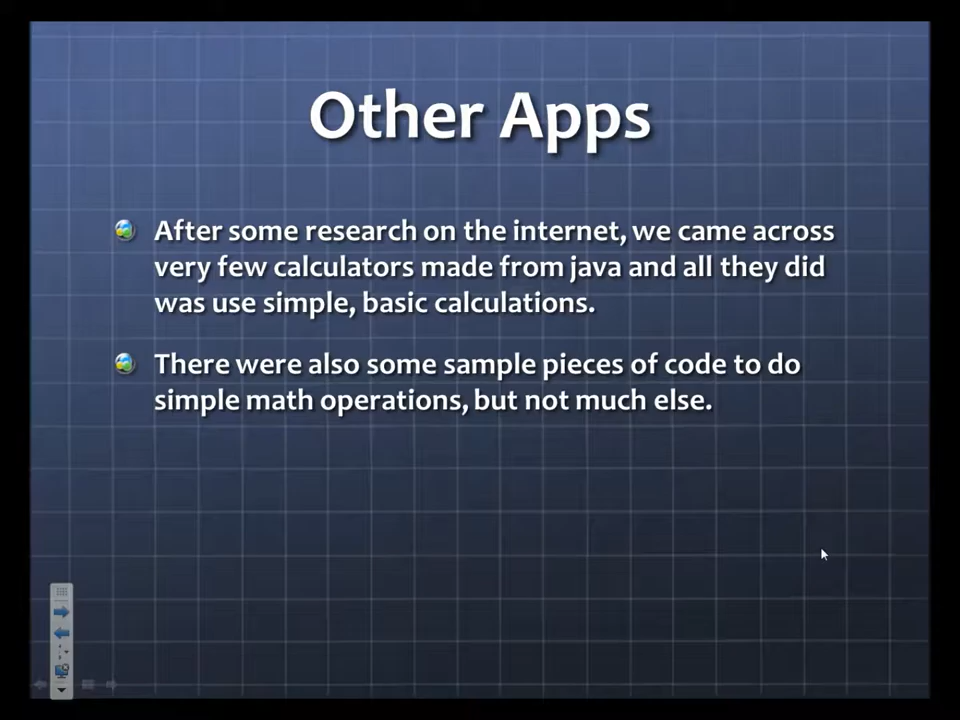 Other Apps
After some research on the internet, we came across
very few calculators made from java and all they did
was use simple, basic calculations.
There were also some sample pieces of code to do
simple math operations, but not much else.